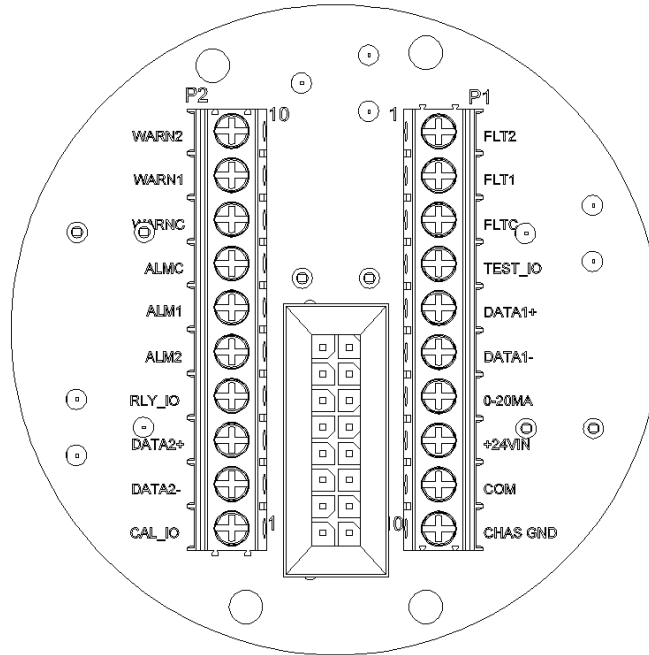 P2 P1
10 1
WARN2 FLT2
WARN1 FLT1
WARNC FLTC
ALMC TEST_IO
ALM1 DATA1+
ALM2 DATA1-
RLY_IO 0-20MA
DATA2+ +24VIN
DATA2- COM
1 10
CAL_IO CHAS GND